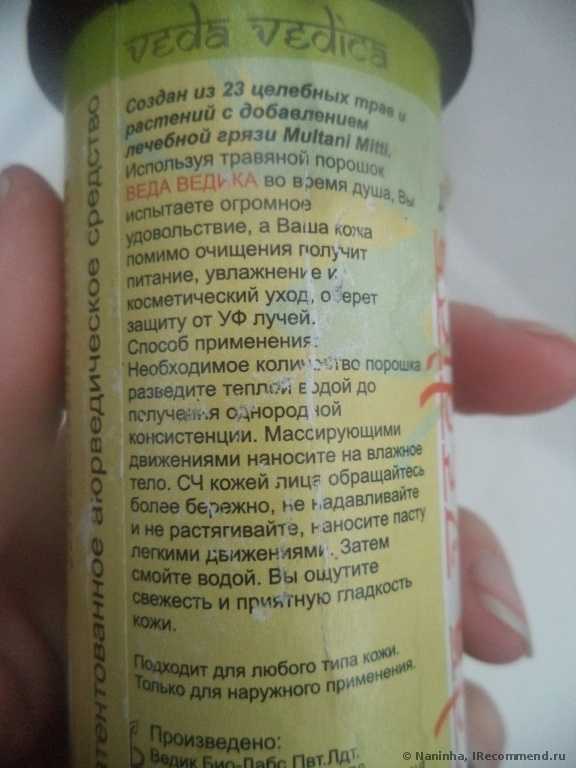 veda vedica
Создан из 23 целебных трав и
растений с добавлением
лечебной грязи Multani Mitti.
Используя травяной порошок
ВЕДА ВЕДИКА во время душа, Вы
испытаете огромное
удовольствие, а Ваша кожа
помимо очищения получит
питание, увлажнение и
косметический уход, оберет
защиту от УФ лучей.
Способ применения:
Необходимое количество порошка
разведите теплой водой до
получения однородной
консистенции. Массирующими
движениями наносите на влажное
тело. СЧ кожей лица обращайтесь
более бережно, не надавливайте
и не растягивайте, наносите пасту
легкими движениями. Затем
смойте водой. Вы ощутите
свежесть и приятную гладкость
кожи.
Подходит для любого типа кожи.
Только для наружного применения.
Произведено:
Ведик Био-Лабс Пвт.Лдт.
атентованное аюрведическое средство
© Naninha, IRecommend.ru